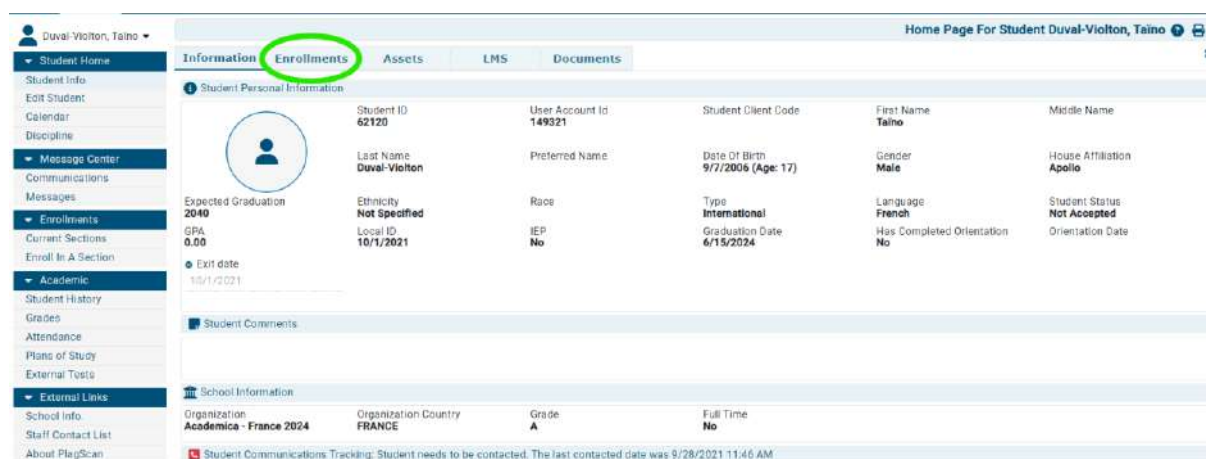 Duval-Violton, Taïno
Home Page For Student Duval-Violton, Taïno
Student Home
Student Info
Edit Student
Calendar
Discipline
Message Center
Communications
Messages
Enrollments
Current Sections
Enroll In A Section
Academic
Student History
Grades
Attendance
Plans of Study
External Tests
External Links
School Info
Staff Contact List
About PlagScan
Information Enrollments Assets LMS Documents
Student Personal Information
Student ID User Account Id Student Client Code First Name Middle Name
62120 149321 Taïno
Last Name Preferred Name Date Of Birth Gender House Affiliation
Duval-Violton 9/7/2006 (Age: 17) Male Apollo
Expected Graduation Ethnicity Race Type Language Student Status
2040 Not Specified International French Not Accepted
GPA Local ID IEP Graduation Date Has Completed Orientation Orientation Date
0.00 10/1/2021 No 6/15/2024 No
Exit date
10/1/2021
Student Comments
School Information
Organization Organization Country Grade Full Time
Academica - France 2024 FRANCE A No
Student Communications Tracking: Student needs to be contacted. The last contacted date was 9/28/2021 11:46 AM